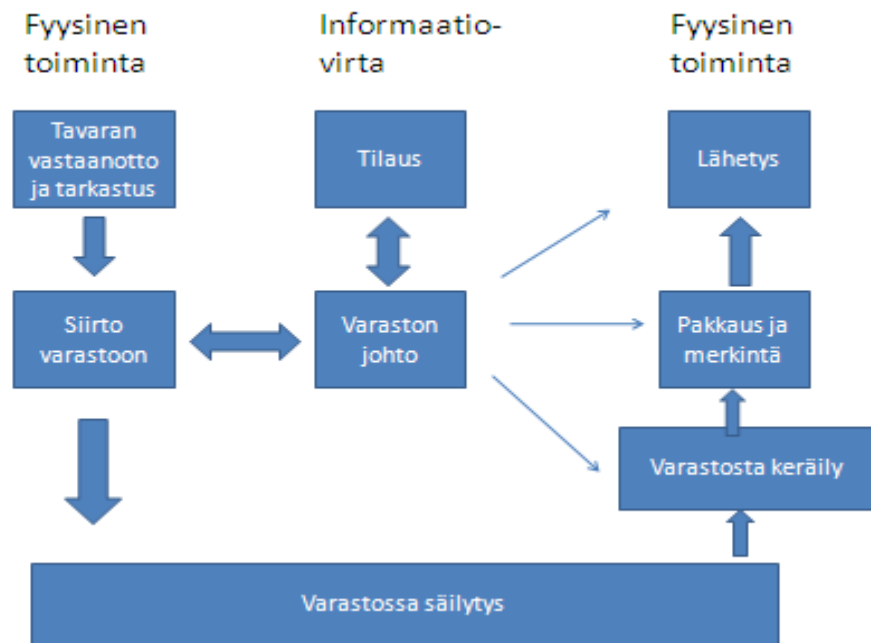 Fyysinen
toiminta
Informaatio-
virta
Fyysinen
toiminta
Tavaran
vastaanotto
ja tarkastus
Tilaus
Lähetys
Siirto
varastoon
Varaston
johto
Pakkaus ja
merkintä
Varastosta keräily
Varastossa säilytys